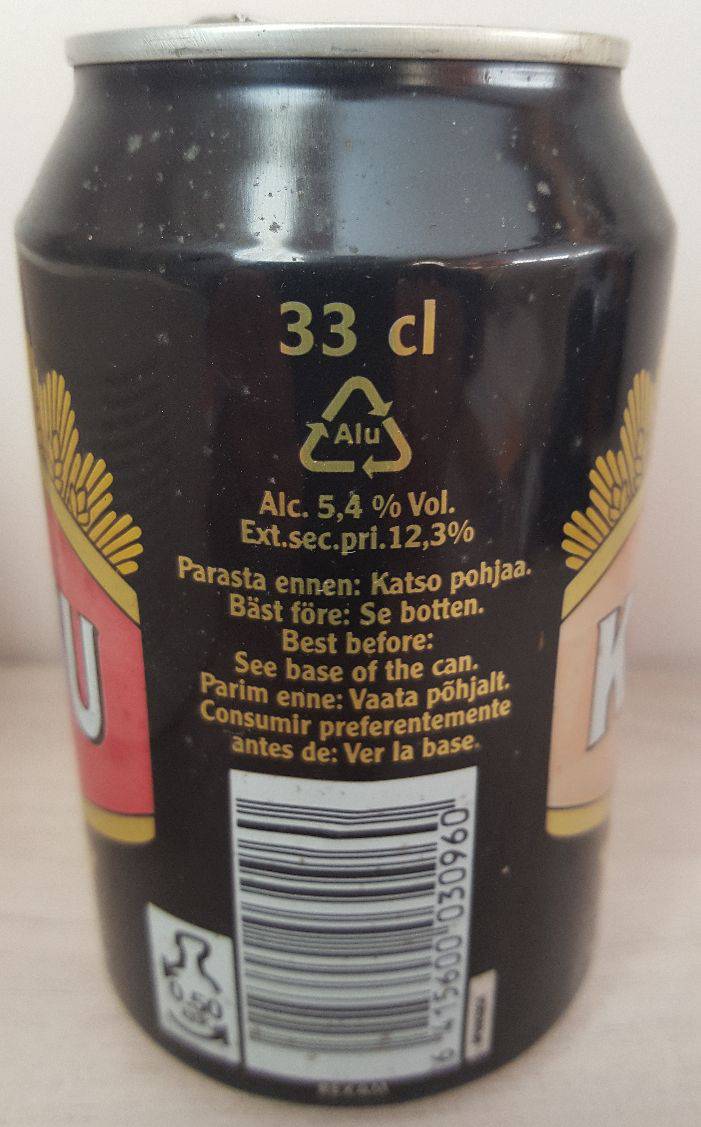 33 cl
Alu
Alc. 5,4 % Vol.
Ext.sec.pri.12,3%
Parasta ennen: Katso pohjaa.
Bäst före: Se botten.
Best before:
See base of the can.
Parim enne: Vaata põhjalt.
Consumir preferentemente
antes de: Ver la base.
U
K
6 415600 030960
0,50
REXAM